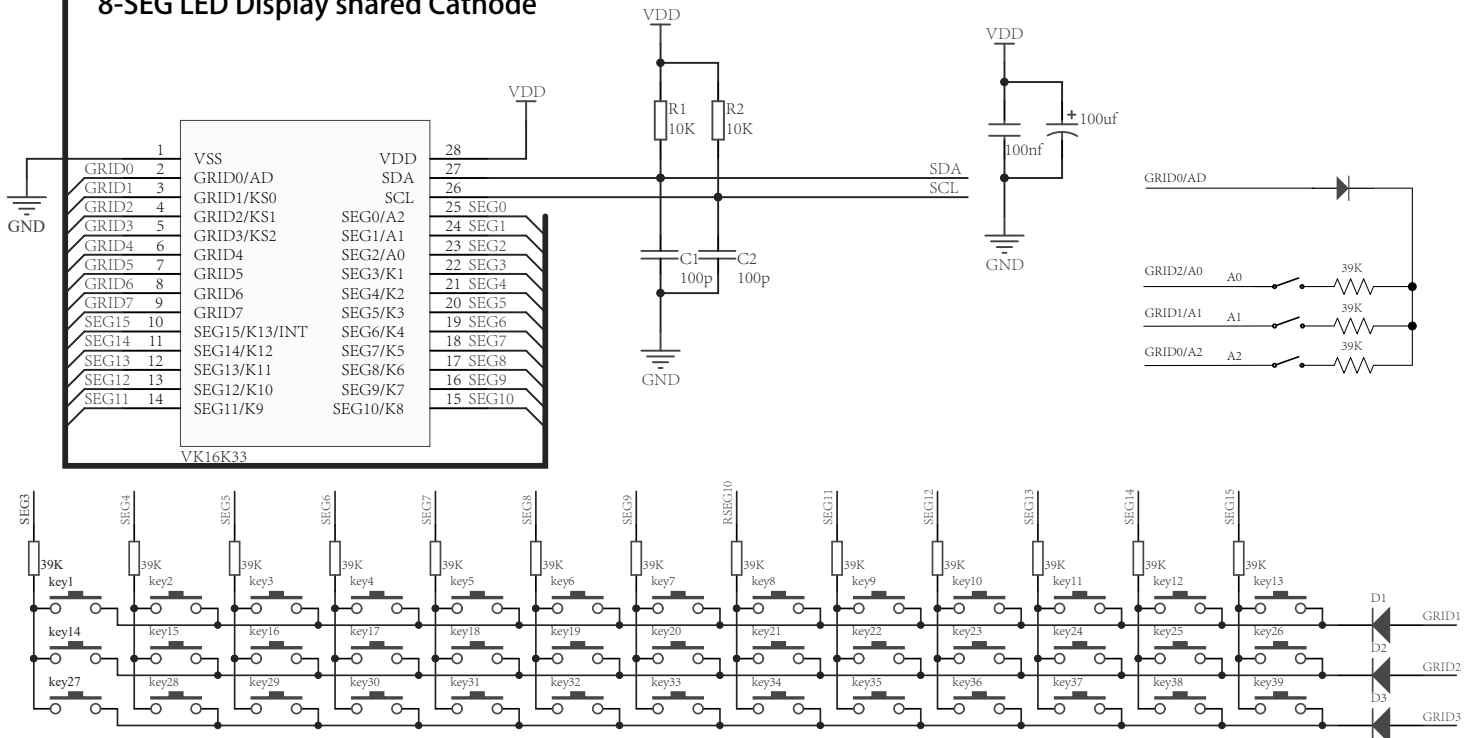 8-SEG LED Display shared Cathode
VDD
VDD
VDD
R1
10K
R2
10K
100nf
+ 100uf
GND
1 VSS
GRID0 2 GRID0/AD
GRID1 3 GRID1/KS0
GRID2 4 GRID2/KS1
GRID3 5 GRID3/KS2
GRID4 6 GRID4
GRID5 7 GRID5
GRID6 8 GRID6
GRID7 9 GRID7
SEG15 10 SEG15/K13/INT
SEG14 11 SEG14/K12
SEG13 12 SEG13/K11
SEG12 13 SEG12/K10
SEG11 14 SEG11/K9
VDD 28
SDA 27
SCL 26
SEG0/A2 25 SEG0
SEG1/A1 24 SEG1
SEG2/A0 23 SEG2
SEG3/K1 22 SEG3
SEG4/K2 21 SEG4
SEG5/K3 20 SEG5
SEG6/K4 19 SEG6
SEG7/K5 18 SEG7
SEG8/K6 17 SEG8
SEG9/K7 16 SEG9
SEG10/K8 15 SEG10
VK16K33
GND
SDA
SCL
C1
100p
C2
100p
GND
GRID0/AD
GRID2/A0 A0 39K
GRID1/A1 A1 39K
GRID0/A2 A2 39K
SEG3 SEG4 SEG5 SEG6 SEG7 SEG8 SEG9 RSEG10 SEG11 SEG12 SEG13 SEG14 SEG15
39K 39K 39K 39K 39K 39K 39K 39K 39K 39K 39K 39K 39K
key1 key2 key3 key4 key5 key6 key7 key8 key9 key10 key11 key12 key13
D1 GRID1
key14 key15 key16 key17 key18 key19 key20 key21 key22 key23 key24 key25 key26
D2 GRID2
key27 key28 key29 key30 key31 key32 key33 key34 key35 key36 key37 key38 key39
D3 GRID3